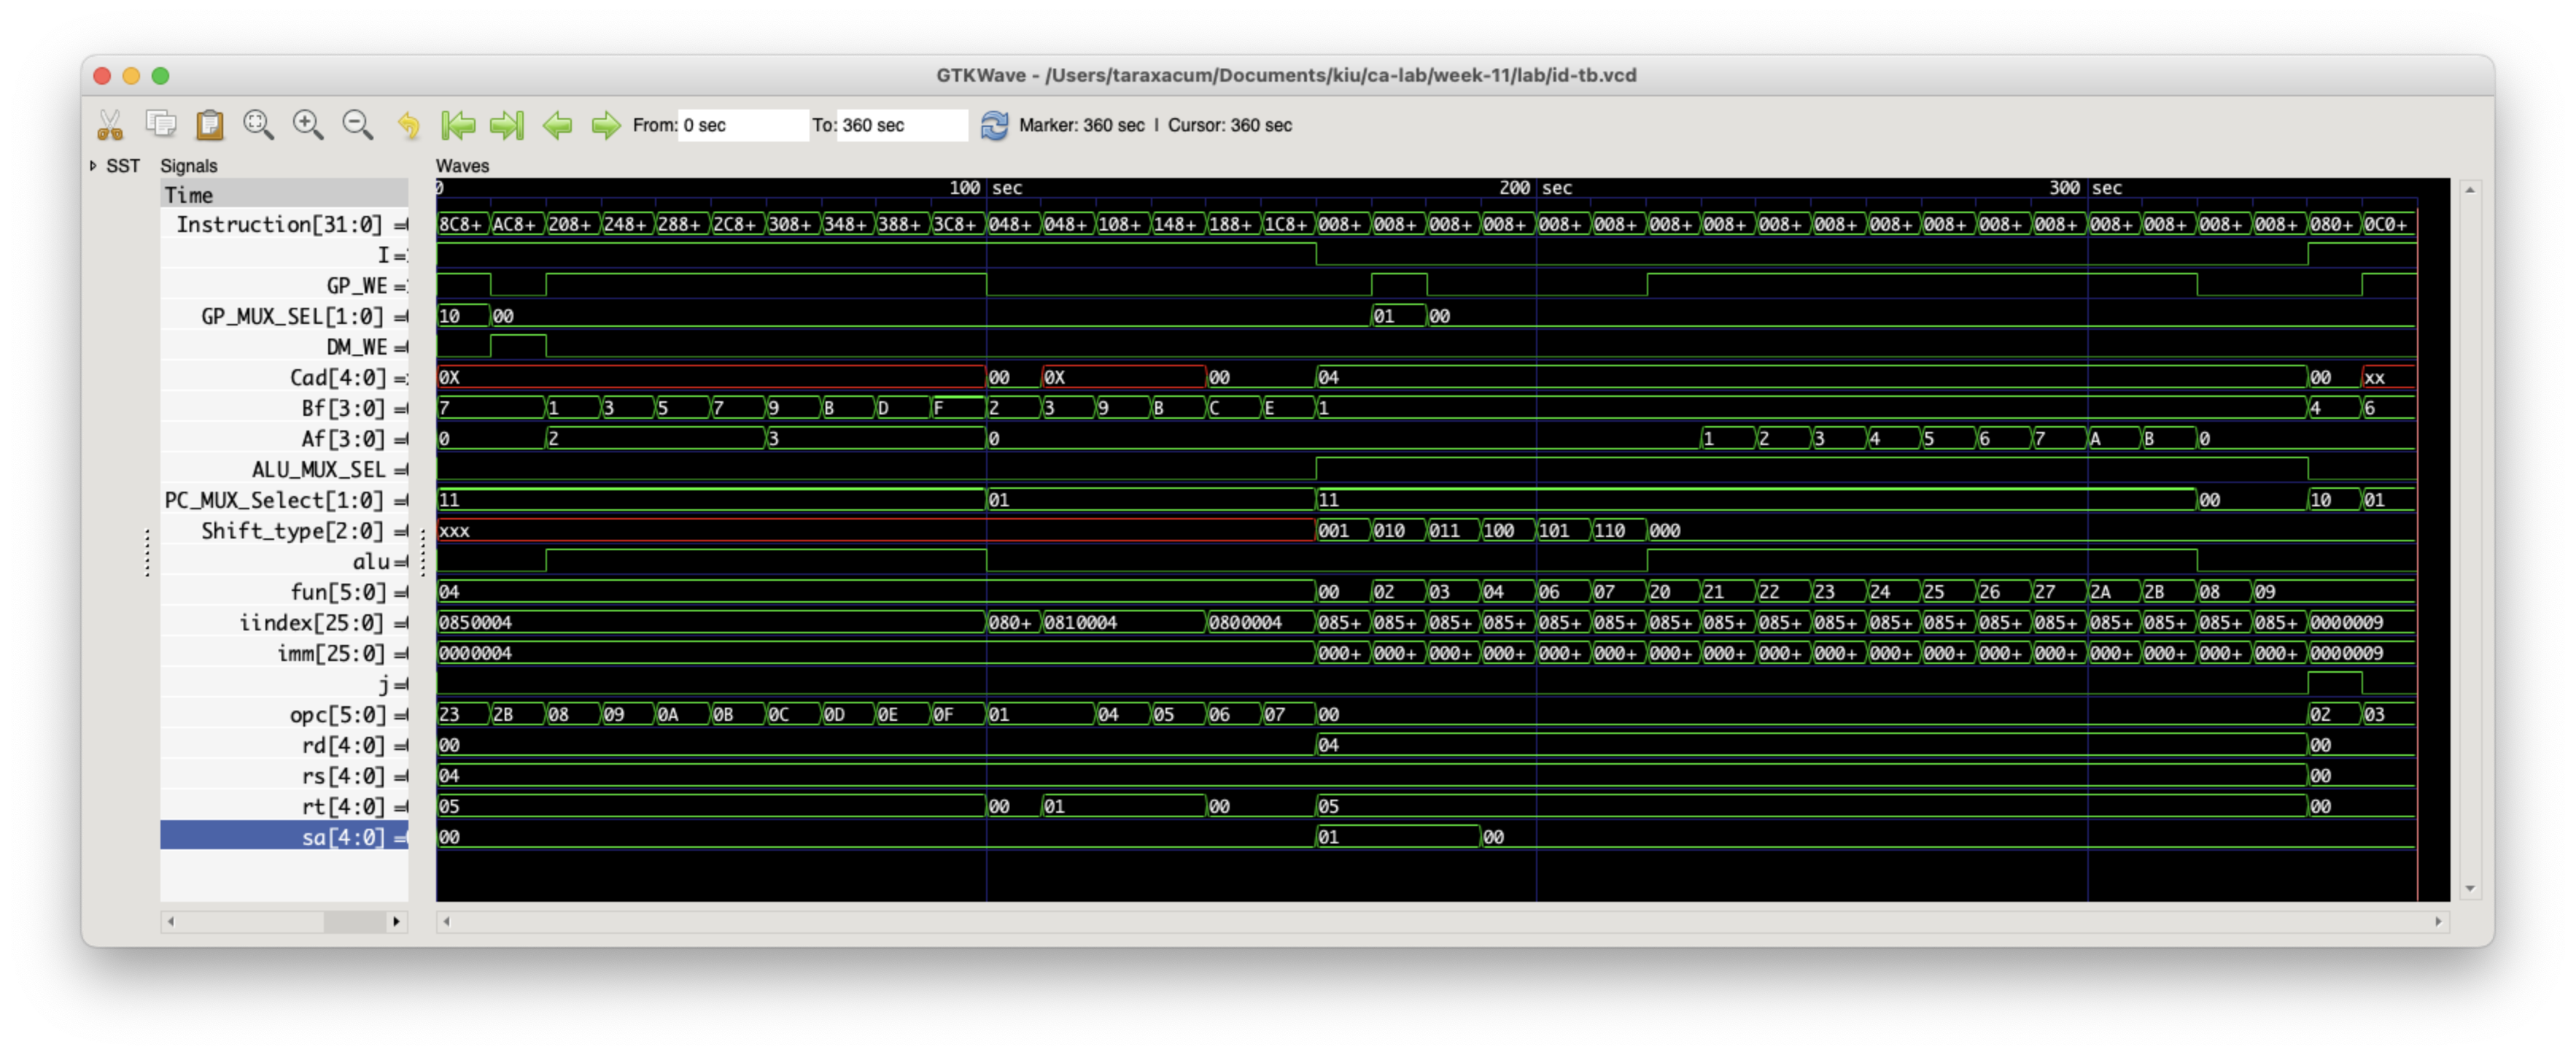 GTKWave - /Users/taraxacum/Documents/kiu/ca-lab/week-11/lab/id-tb.vcd
From: 0 sec To: 360 sec Marker: 360 sec | Cursor: 360 sec
SST Signals Waves
Time 0 100 sec 200 sec 300 sec
Instruction[31:0] = 8C8+ AC8+ 208+ 248+ 288+ 2C8+ 308+ 348+ 388+ 3C8+ 048+ 048+ 108+ 148+ 188+ 1C8+ 008+ 008+ 008+ 008+ 008+ 008+ 008+ 008+ 008+ 008+ 008+ 008+ 008+ 008+ 008+ 008+ 008+ 008+ 080+ 0C0+
I =
GP_WE =
GP_MUX_SEL[1:0] = 10 00 01 00
DM_WE =
Cad[4:0] = 0X 00 0X 00 04 00 xx
Bf[3:0] = 7 1 3 5 7 9 B D F 2 3 9 B C E 1 4 6
Af[3:0] = 0 2 3 0 1 2 3 4 5 6 7 A B 0
ALU_MUX_SEL =
PC_MUX_Select[1:0] = 11 01 11 00 10 01
Shift_type[2:0] = xxx 001 010 011 100 101 110 000
alu =
fun[5:0] = 04 00 02 03 04 06 07 20 21 22 23 24 25 26 27 2A 2B 08 09
iindex[25:0] = 0850004 080+ 0810004 0800004 085+ 085+ 085+ 085+ 085+ 085+ 085+ 085+ 085+ 085+ 085+ 085+ 085+ 085+ 085+ 085+ 085+ 085+ 0000009
imm[25:0] = 0000004 000+ 000+ 000+ 000+ 000+ 000+ 000+ 000+ 000+ 000+ 000+ 000+ 000+ 000+ 000+ 000+ 000+ 000+ 0000009
j =
opc[5:0] = 23 2B 08 09 0A 0B 0C 0D 0E 0F 01 04 05 06 07 00 02 03
rd[4:0] = 00 04 00
rs[4:0] = 04 00
rt[4:0] = 05 00 01 00 05 00
sa[4:0] = 00 01 00